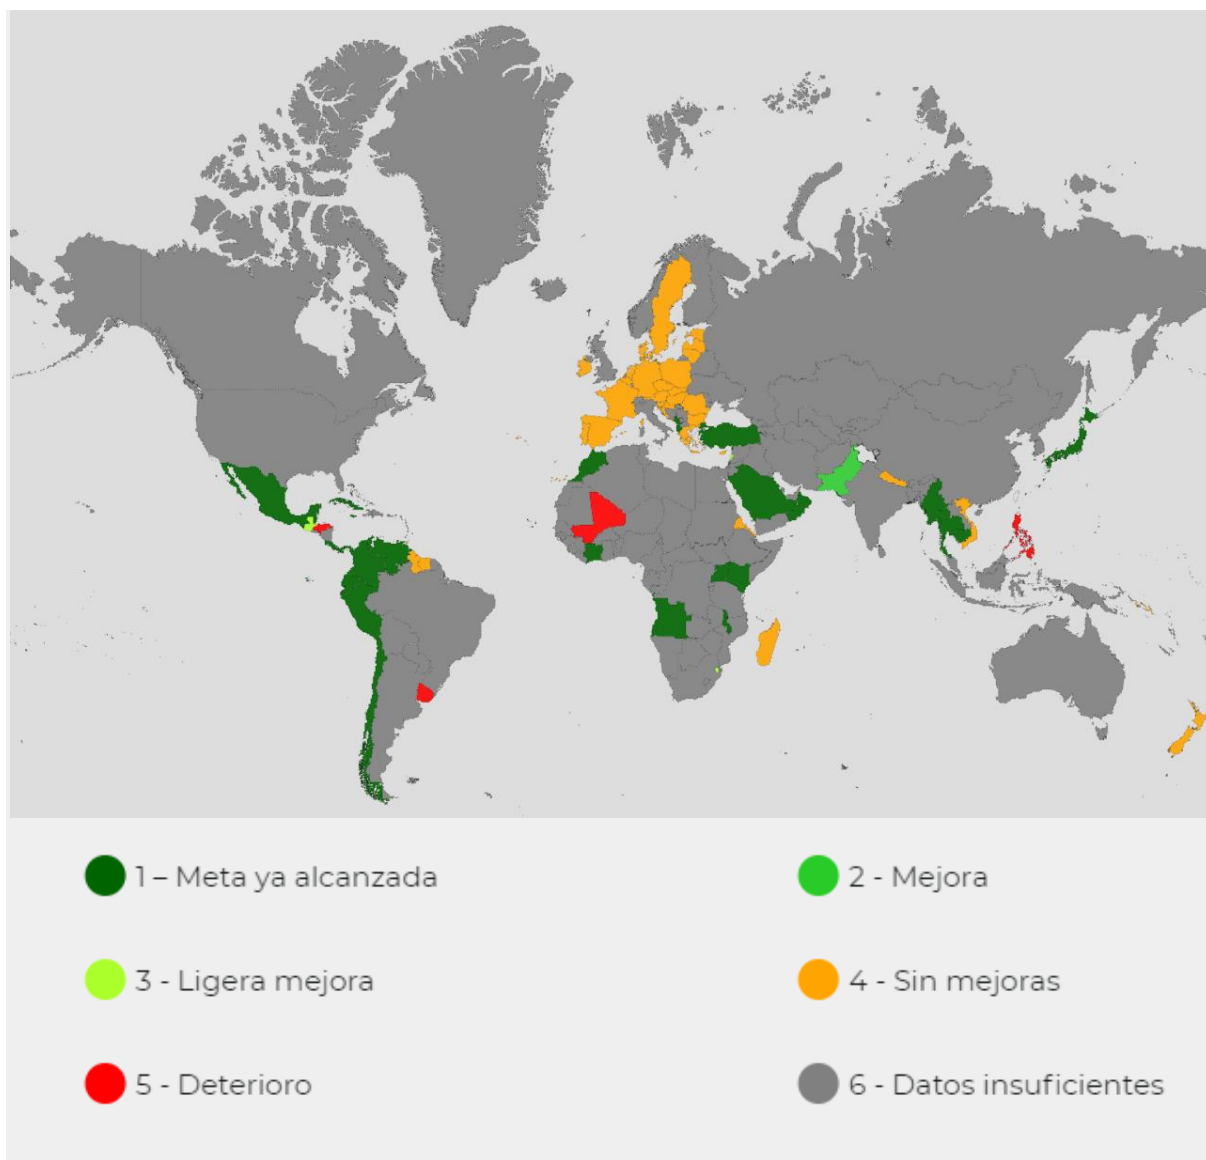 1 – Meta ya alcanzada
2 - Mejora
3 - Ligera mejora
4 - Sin mejoras
5 - Deterioro
6 - Datos insuficientes